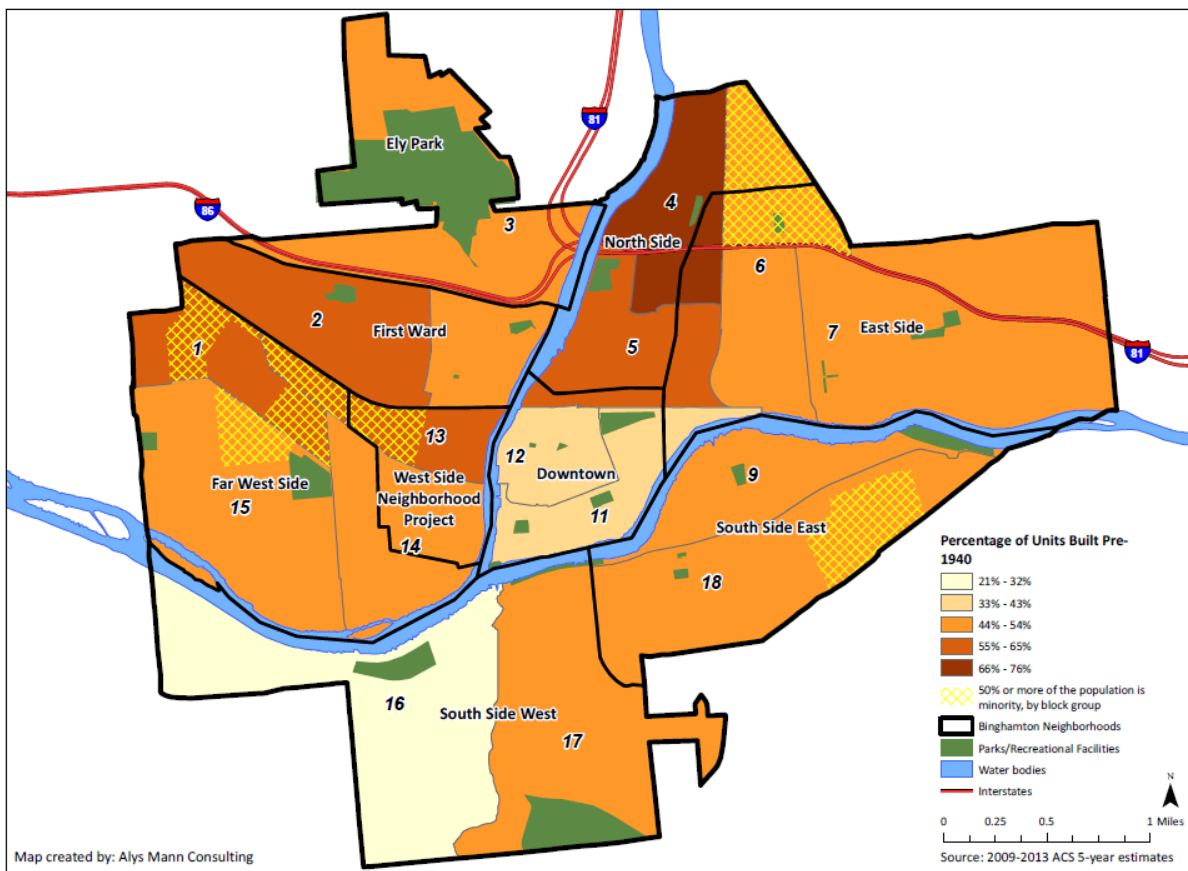 81
Ely Park
86
3
4
North Side
6
2
First Ward
7
East Side
1
5
81
13
12
Downtown
9
Far West Side
West Side
Neighborhood
Project
15
11
South Side East
14
18
16
South Side West
17
Percentage of Units Built Pre-
1940
21% - 32%
33% - 43%
44% - 54%
55% - 65%
66% - 76%
50% or more of the population is
minority, by block group
Binghamton Neighborhoods
Parks/Recreational Facilities
Water bodies
Interstates
N
0 0.25 0.5 1 Miles
Map created by: Alys Mann Consulting
Source: 2009-2013 ACS 5-year estimates